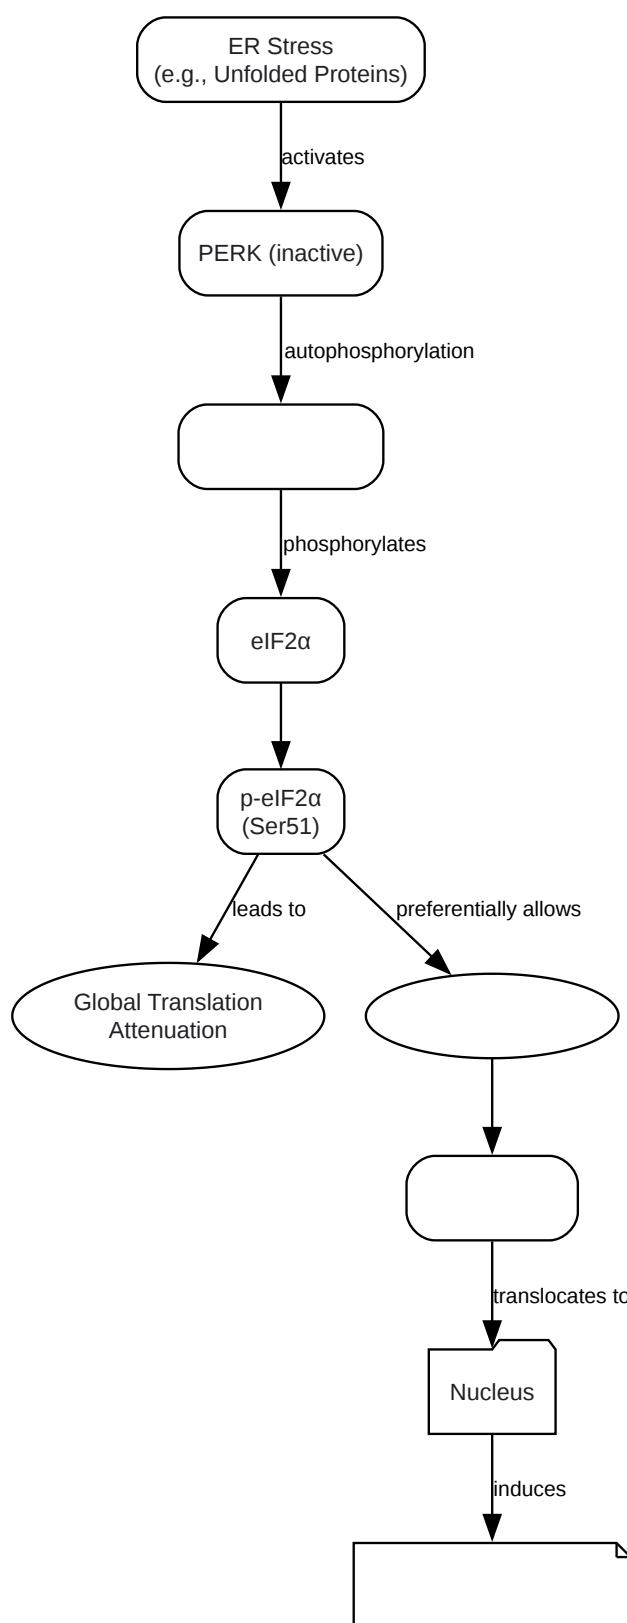 ER Stress
(e.g., Unfolded Proteins)
activates
PERK (inactive)
autophosphorylation
phosphorylates
eIF2α
p-eIF2α
(Ser51)
leads to
preferentially allows
Global Translation
Attenuation
translocates to
Nucleus
induces